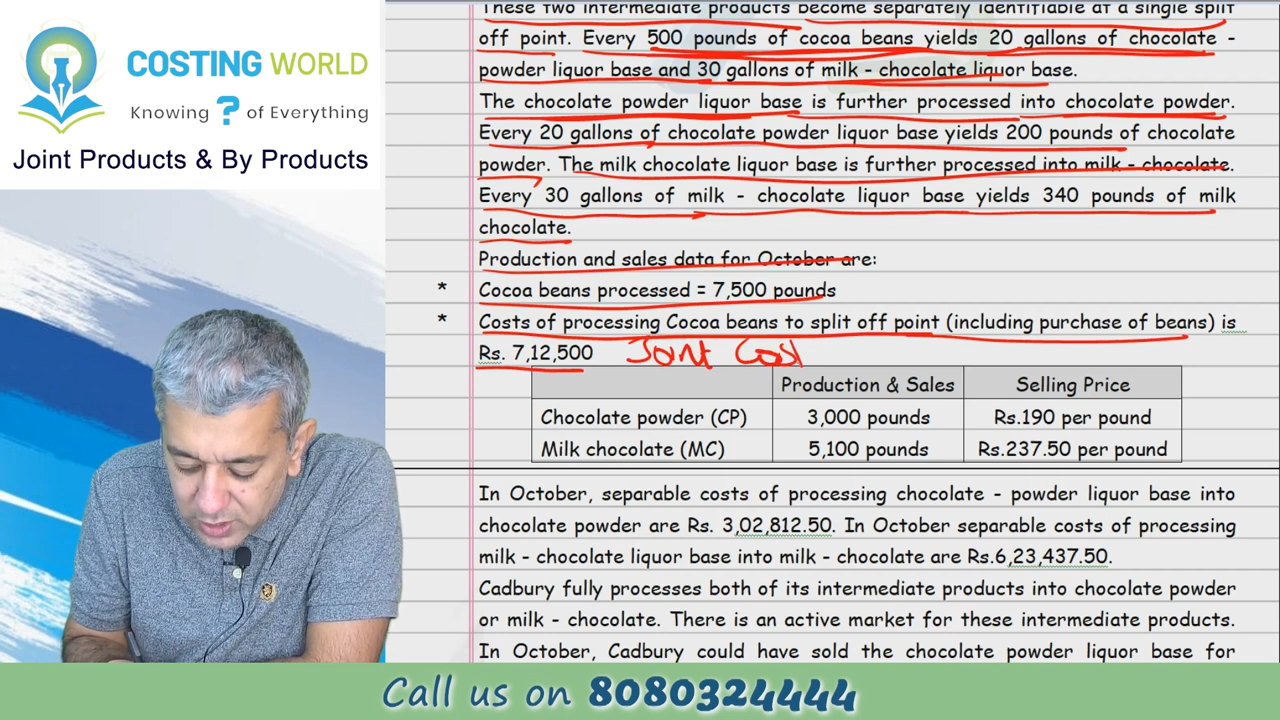 COSTING WORLD
Knowing ? of Everything
Joint Products & By Products
These two intermediate products become separately identifiable at a single split
off point. Every 500 pounds of cocoa beans yields 20 gallons of chocolate -
powder liquor base and 30 gallons of milk - chocolate liquor base.
The chocolate powder liquor base is further processed into chocolate powder.
Every 20 gallons of chocolate powder liquor base yields 200 pounds of chocolate
powder. The milk chocolate liquor base is further processed into milk - chocolate.
Every 30 gallons of milk - chocolate liquor base yields 340 pounds of milk
chocolate.
Production and sales data for October are:
* Cocoa beans processed = 7,500 pounds
* Costs of processing Cocoa beans to split off point (including purchase of beans) is
Rs. 7,12,500 Joint Cost
Production & Sales Selling Price
Chocolate powder (CP) 3,000 pounds Rs.190 per pound
Milk chocolate (MC) 5,100 pounds Rs.237.50 per pound
In October, separable costs of processing chocolate - powder liquor base into
chocolate powder are Rs. 3,02,812.50. In October separable costs of processing
milk - chocolate liquor base into milk - chocolate are Rs.6,23,437.50.
Cadbury fully processes both of its intermediate products into chocolate powder
or milk - chocolate. There is an active market for these intermediate products.
In October, Cadbury could have sold the chocolate powder liquor base for
Call us on 8080324444